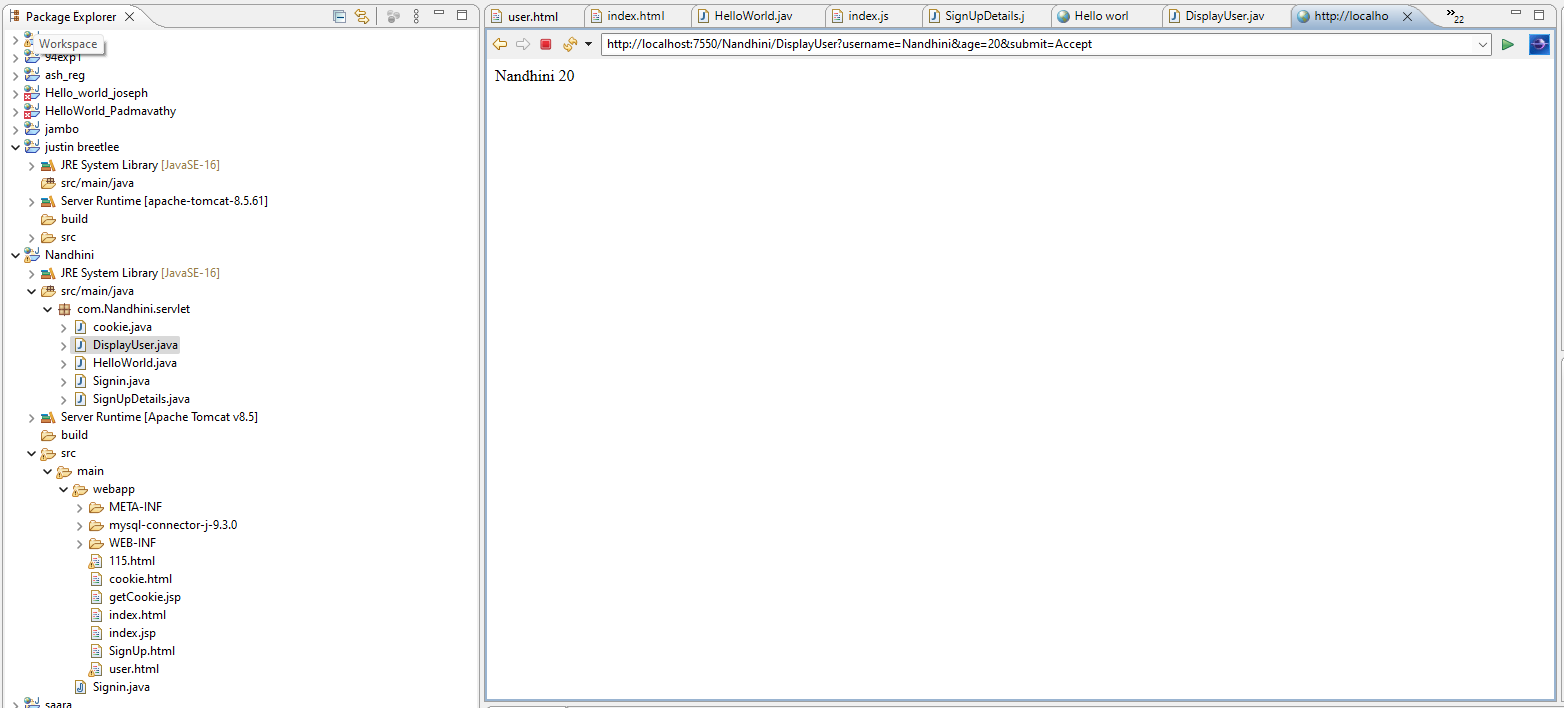 Package Explorer
Workspace
94exp1
ash_reg
Hello_world_joseph
HelloWorld_Padmavathy
jambo
justin breetlee
JRE System Library [JavaSE-16]
src/main/java
Server Runtime [apache-tomcat-8.5.61]
build
src
Nandhini
JRE System Library [JavaSE-16]
src/main/java
com.Nandhini.servlet
cookie.java
DisplayUser.java
HelloWorld.java
Signin.java
SignUpDetails.java
Server Runtime [Apache Tomcat v8.5]
build
src
main
webapp
META-INF
mysql-connector-j-9.3.0
WEB-INF
115.html
cookie.html
getCookie.jsp
index.html
index.jsp
SignUp.html
user.html
Signin.java
saara
user.html index.html HelloWorld.jav index.js SignUpDetails.j Hello worl DisplayUser.jav http://localho 22
http://localhost:7550/Nandhini/DisplayUser?username=Nandhini&age=20&submit=Accept
Nandhini 20